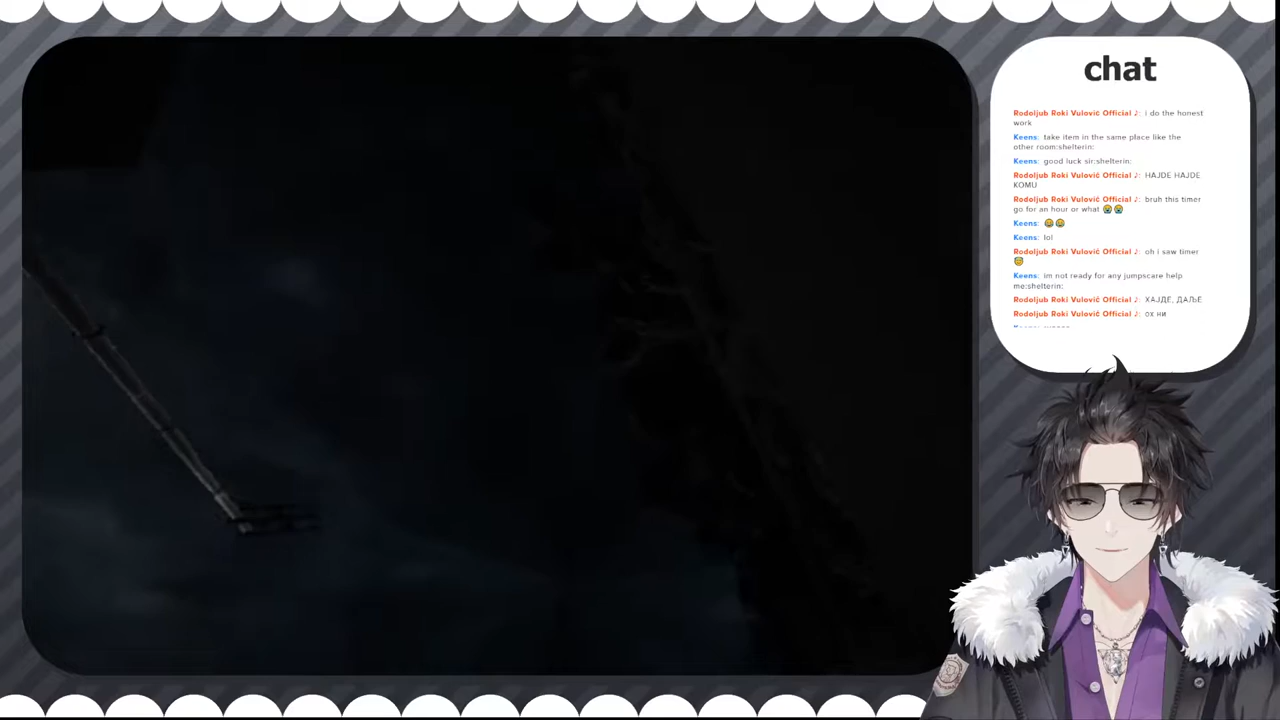 chat
Rodoljub Roki Vulović Official ♪: i do the honest
work
Keens: take item in the same place like the
other room:shelterin:
Keens: good luck sir:shelterin:
Rodoljub Roki Vulović Official ♪: HAJDE HAJDE
KOMU
Rodoljub Roki Vulović Official ♪: bruh this timer
go for an hour or what 😭😭
Keens: 😂😂
Keens: lol
Rodoljub Roki Vulović Official ♪: oh i saw timer
😇
Keens: im not ready for any jumpscare help
me:shelterin:
Rodoljub Roki Vulović Official ♪: ХАЈДЕ, ДАЉЕ
Rodoljub Roki Vulović Official ♪: ох ни